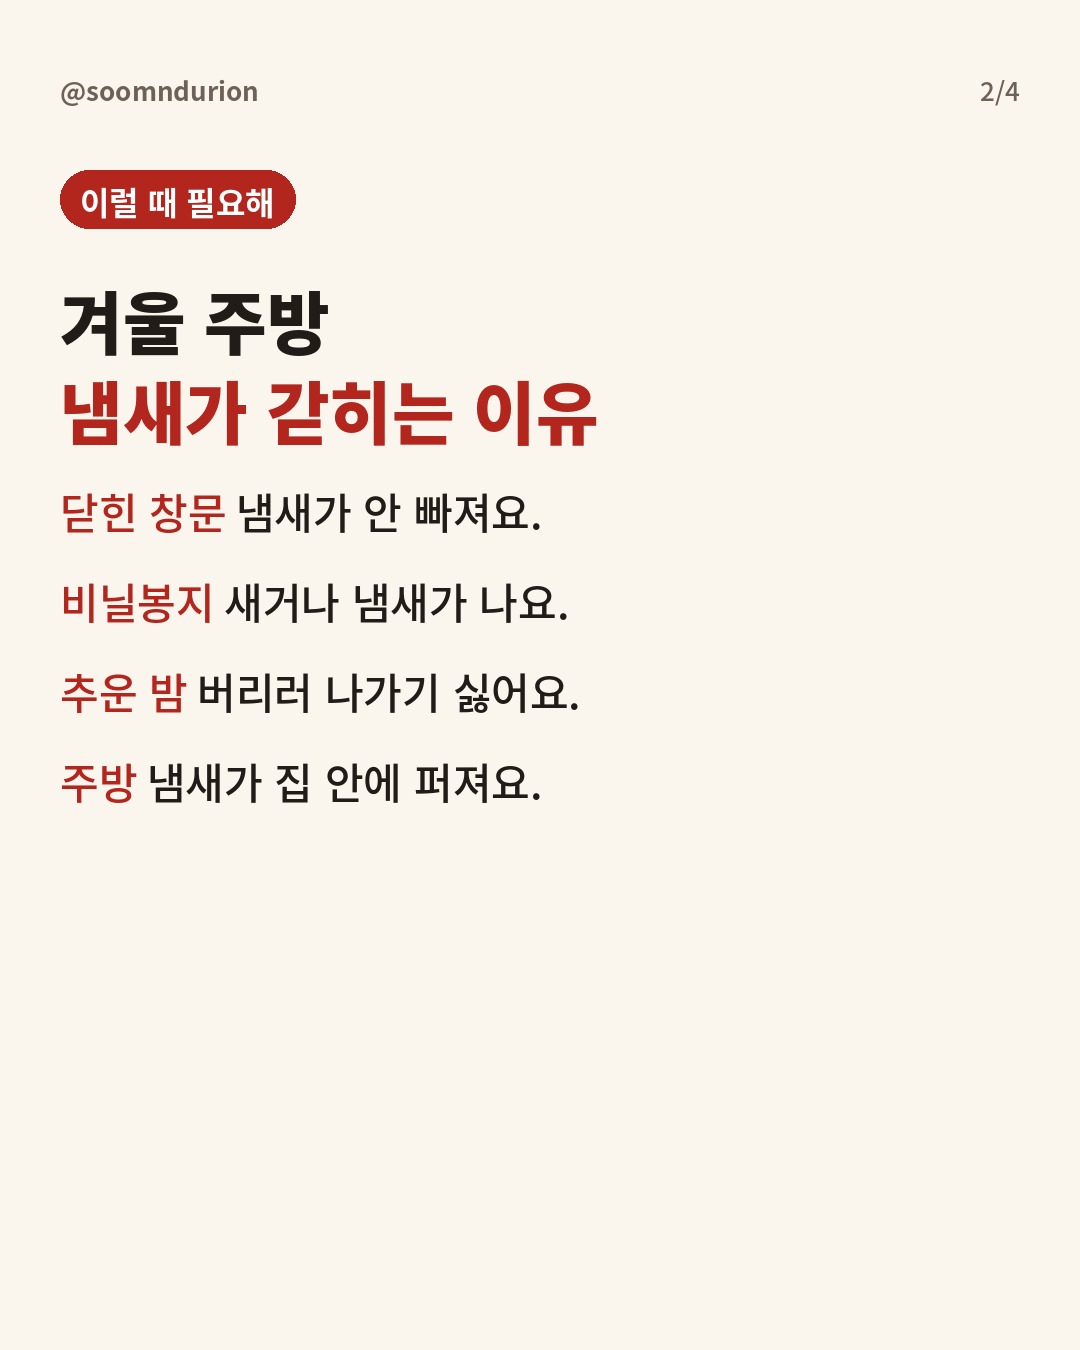 @soomndurion
2/4
이럴 때 필요해
겨울 주방
냄새가 갇히는 이유
닫힌 창문 냄새가 안 빠져요.
비닐봉지 새거나 냄새가 나요.
추운 밤 버리러 나가기 싫어요.
주방 냄새가 집 안에 퍼져요.